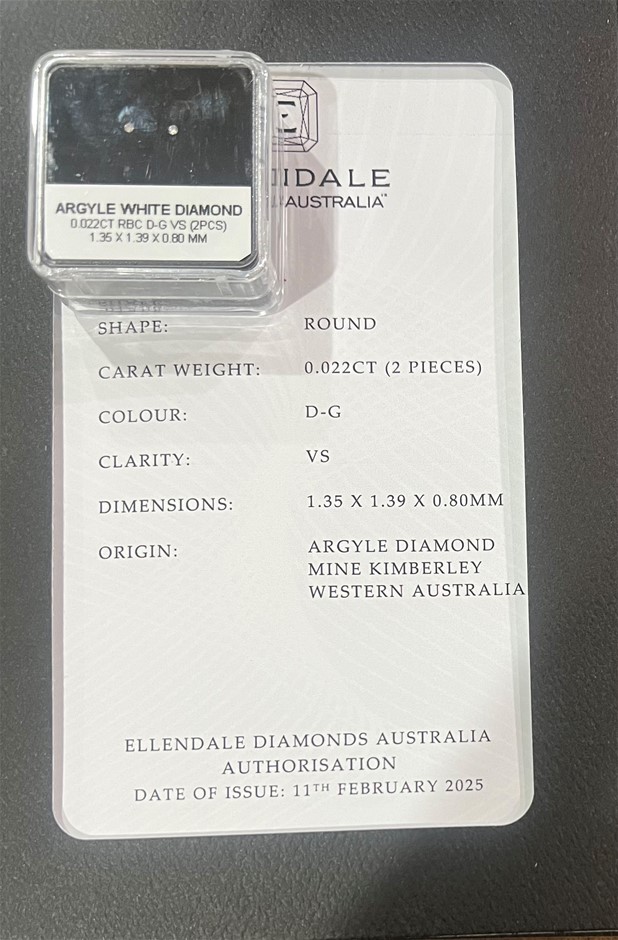 E
IDALE
AUSTRALIA
ARGYLE WHITE DIAMOND
0.022CT RBC D-G VS (2PCS)
1.35 X 1.39 X 0.80 MM
SHAPE: ROUND
CARAT WEIGHT: 0.022CT (2 PIECES)
COLOUR: D-G
CLARITY: VS
DIMENSIONS: 1.35 X 1.39 X 0.80MM
ORIGIN: ARGYLE DIAMOND
MINE KIMBERLEY
WESTERN AUSTRALIA
ELLENDALE DIAMONDS AUSTRALIA
AUTHORISATION
DATE OF ISSUE: 11TH FEBRUARY 2025